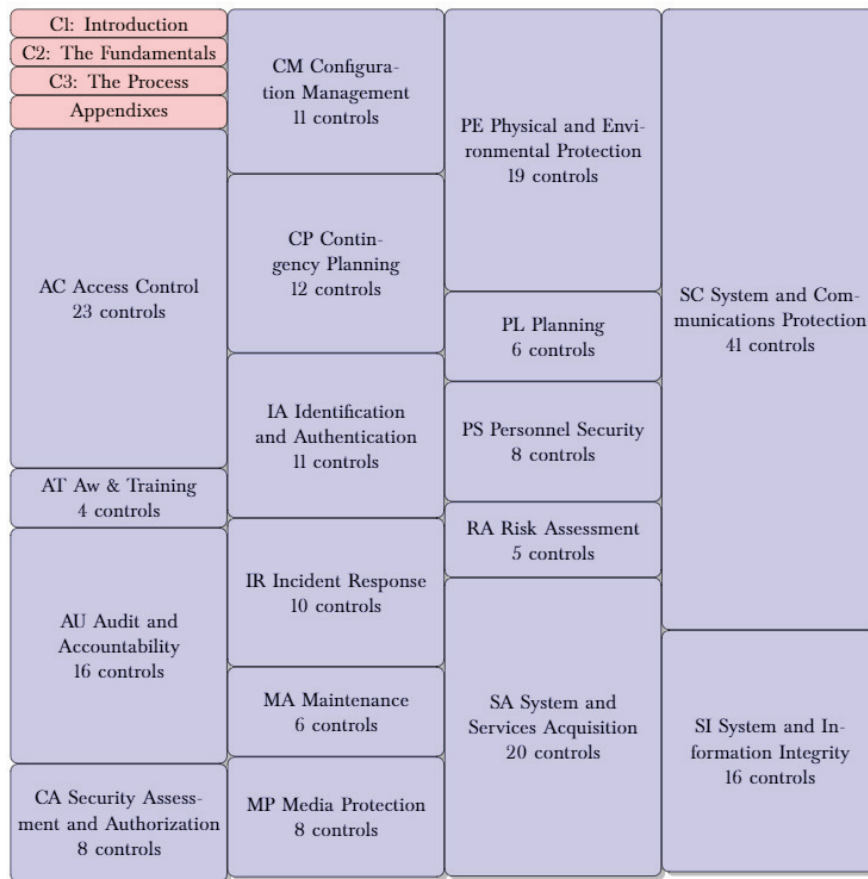 C1: Introduction
C2: The Fundamentals
C3: The Process
Appendixes
AC Access Control
23 controls
AT Aw & Training
4 controls
AU Audit and
Accountability
16 controls
CA Security Assess-
ment and Authorization
8 controls
CM Configura-
tion Management
11 controls
CP Contin-
gency Planning
12 controls
IA Identification
and Authentication
11 controls
IR Incident Response
10 controls
MA Maintenance
6 controls
MP Media Protection
8 controls
PE Physical and Envi-
ronmental Protection
19 controls
PL Planning
6 controls
PS Personnel Security
8 controls
RA Risk Assessment
5 controls
SA System and
Services Acquisition
20 controls
SC System and Com-
munications Protection
41 controls
SI System and In-
formation Integrity
16 controls